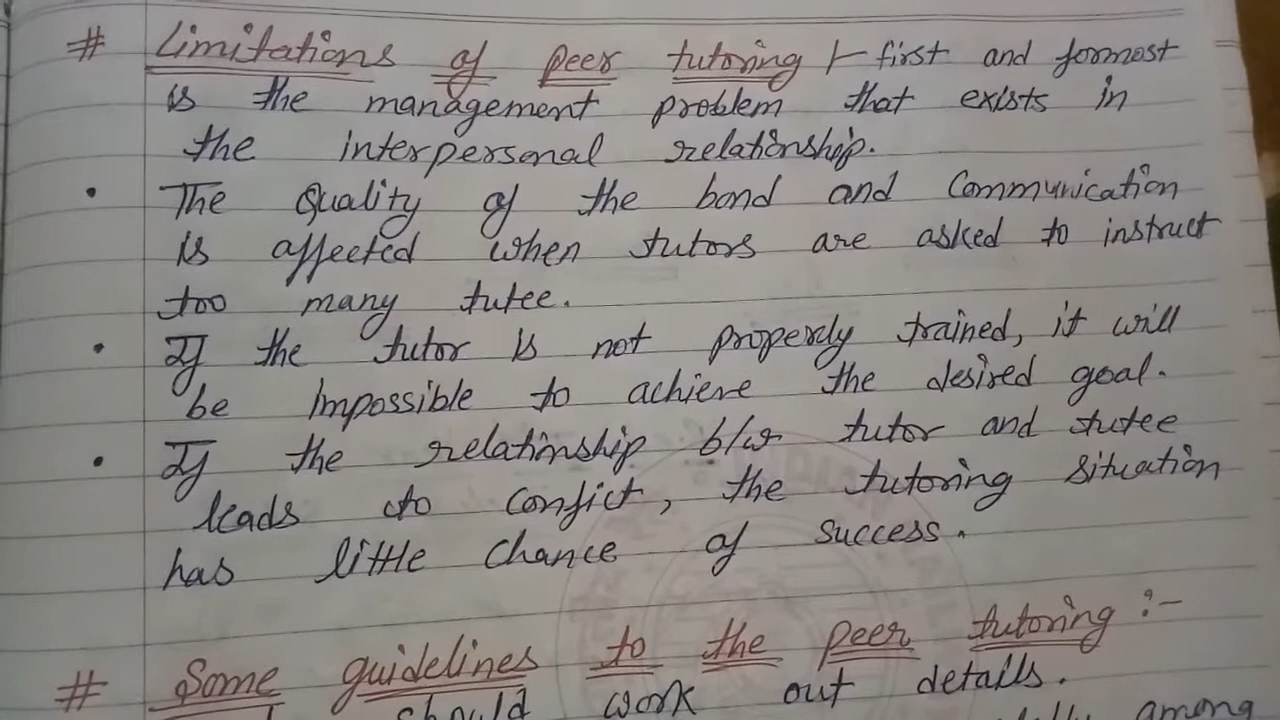 # Limitations of peer tutoring :- first and formost
is the management problem that exists in
the interpersonal relationship.
• The Quality of the bond and Communication
is affected when tutors are asked to instruct
too many tutee.
• If the tutor is not properly trained, it will
be impossible to achieve the desired goal.
• If the relationship b/w tutor and tutee
leads to confict, the tutoring situation
has little chance of success.
# Some guidelines to the peer tutoring :-
should work out details.
among